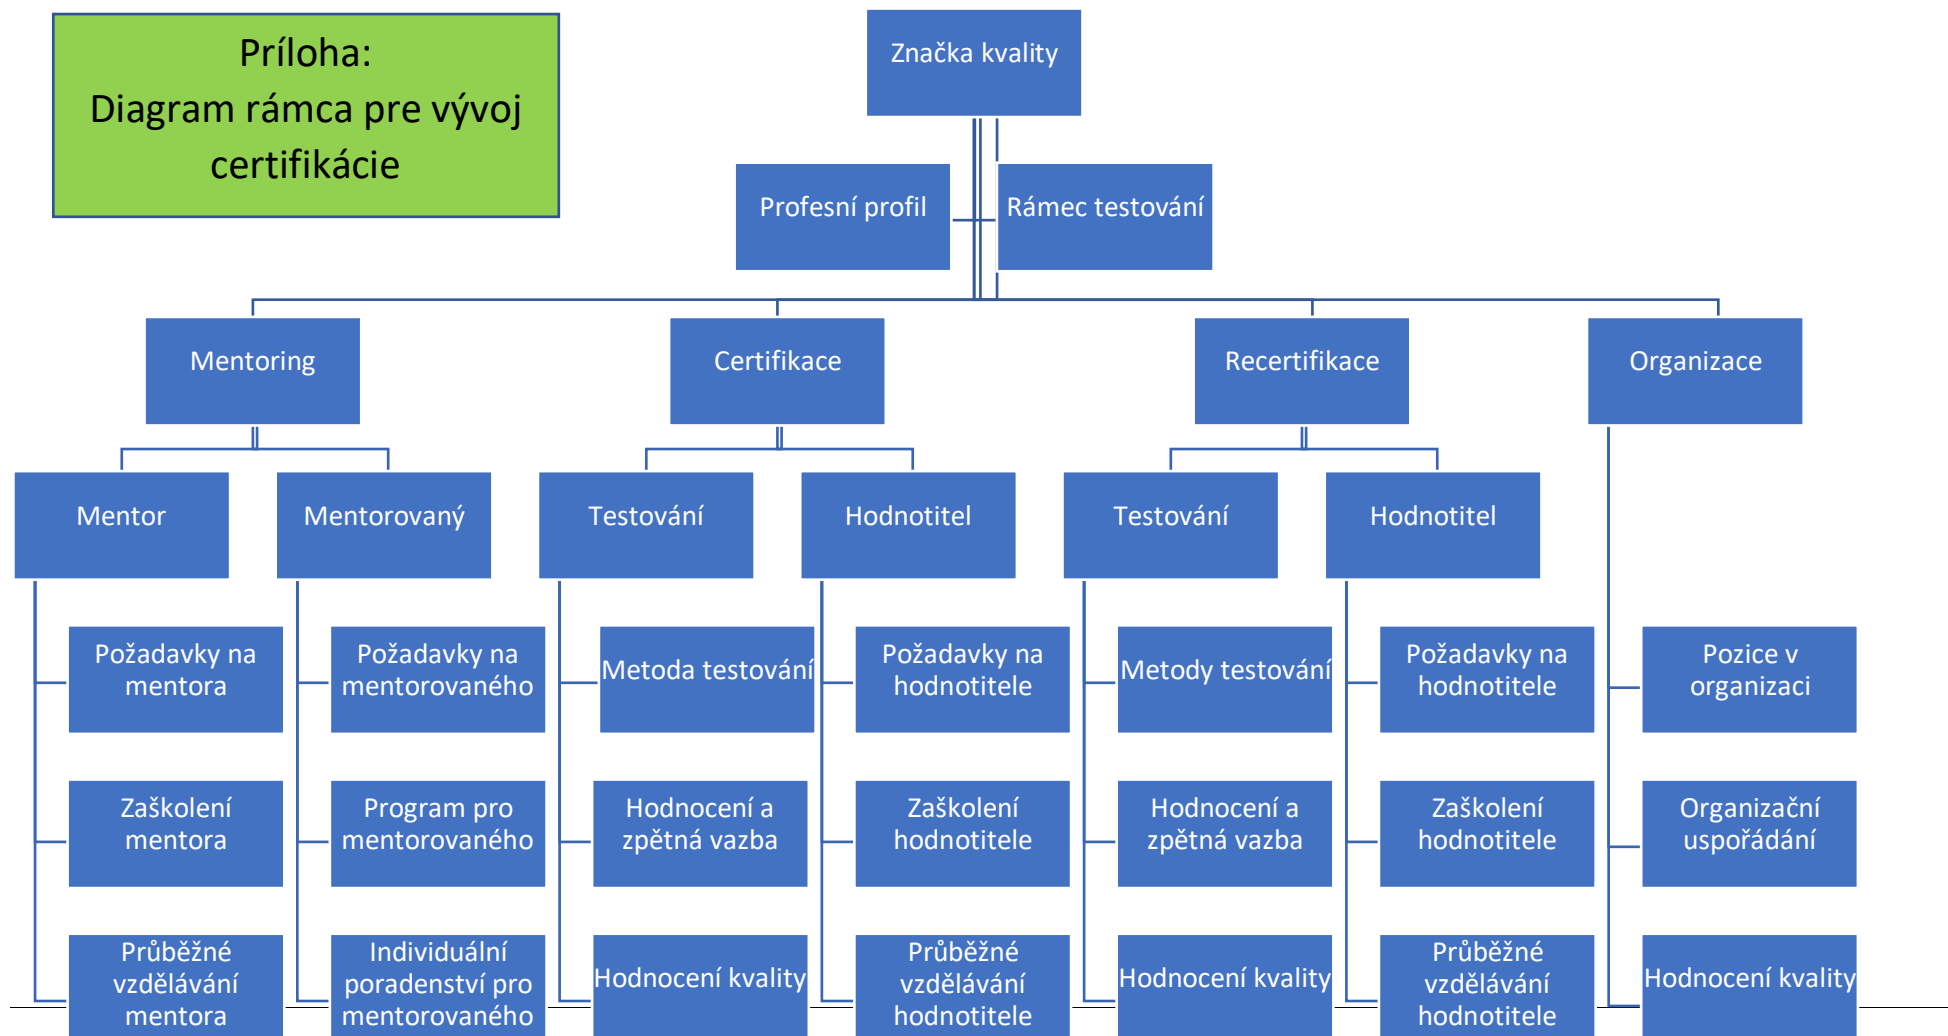 Príloha:
Diagram rámca pre vývoj
certifikácie
Značka kvality
Profesní profil
Rámec testování
Mentoring
Certifikace
Recertifikace
Organizace
Mentor
Mentorovaný
Testování
Hodnotitel
Testování
Hodnotitel
Požadavky na
mentora
Požadavky na
mentorovaného
Metoda testování
Požadavky na
hodnotitele
Metody testování
Požadavky na
hodnotitele
Pozice v
organizaci
Zaškolení
mentora
Program pro
mentorovaného
Hodnocení a
zpětná vazba
Zaškolení
hodnotitele
Hodnocení a
zpětná vazba
Zaškolení
hodnotitele
Organizační
uspořádání
Průběžné
vzdělávání
mentora
Individuální
poradenství pro
mentorovaného
Hodnocení kvality
Průběžné
vzdělávání
hodnotitele
Hodnocení kvality
Průběžné
vzdělávání
hodnotitele
Hodnocení kvality